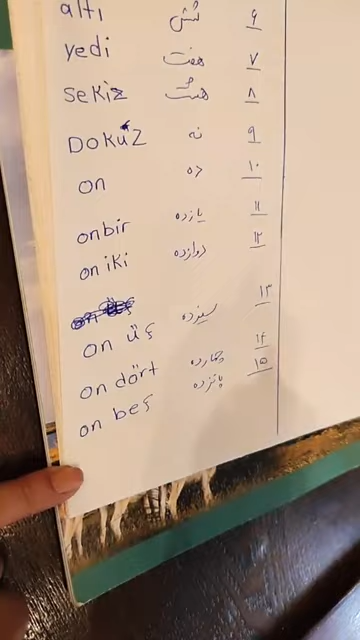 altı شش ۶
yedi هفت ۷
sekiz هشت ۸
DOKUZ نه ۹
on ده ۱۰
onbir یازده ۱۱
on iki دوازده ۱۲
on üç سیزده ۱۳
on dört چهارده ۱۴
on beş پانزده ۱۵